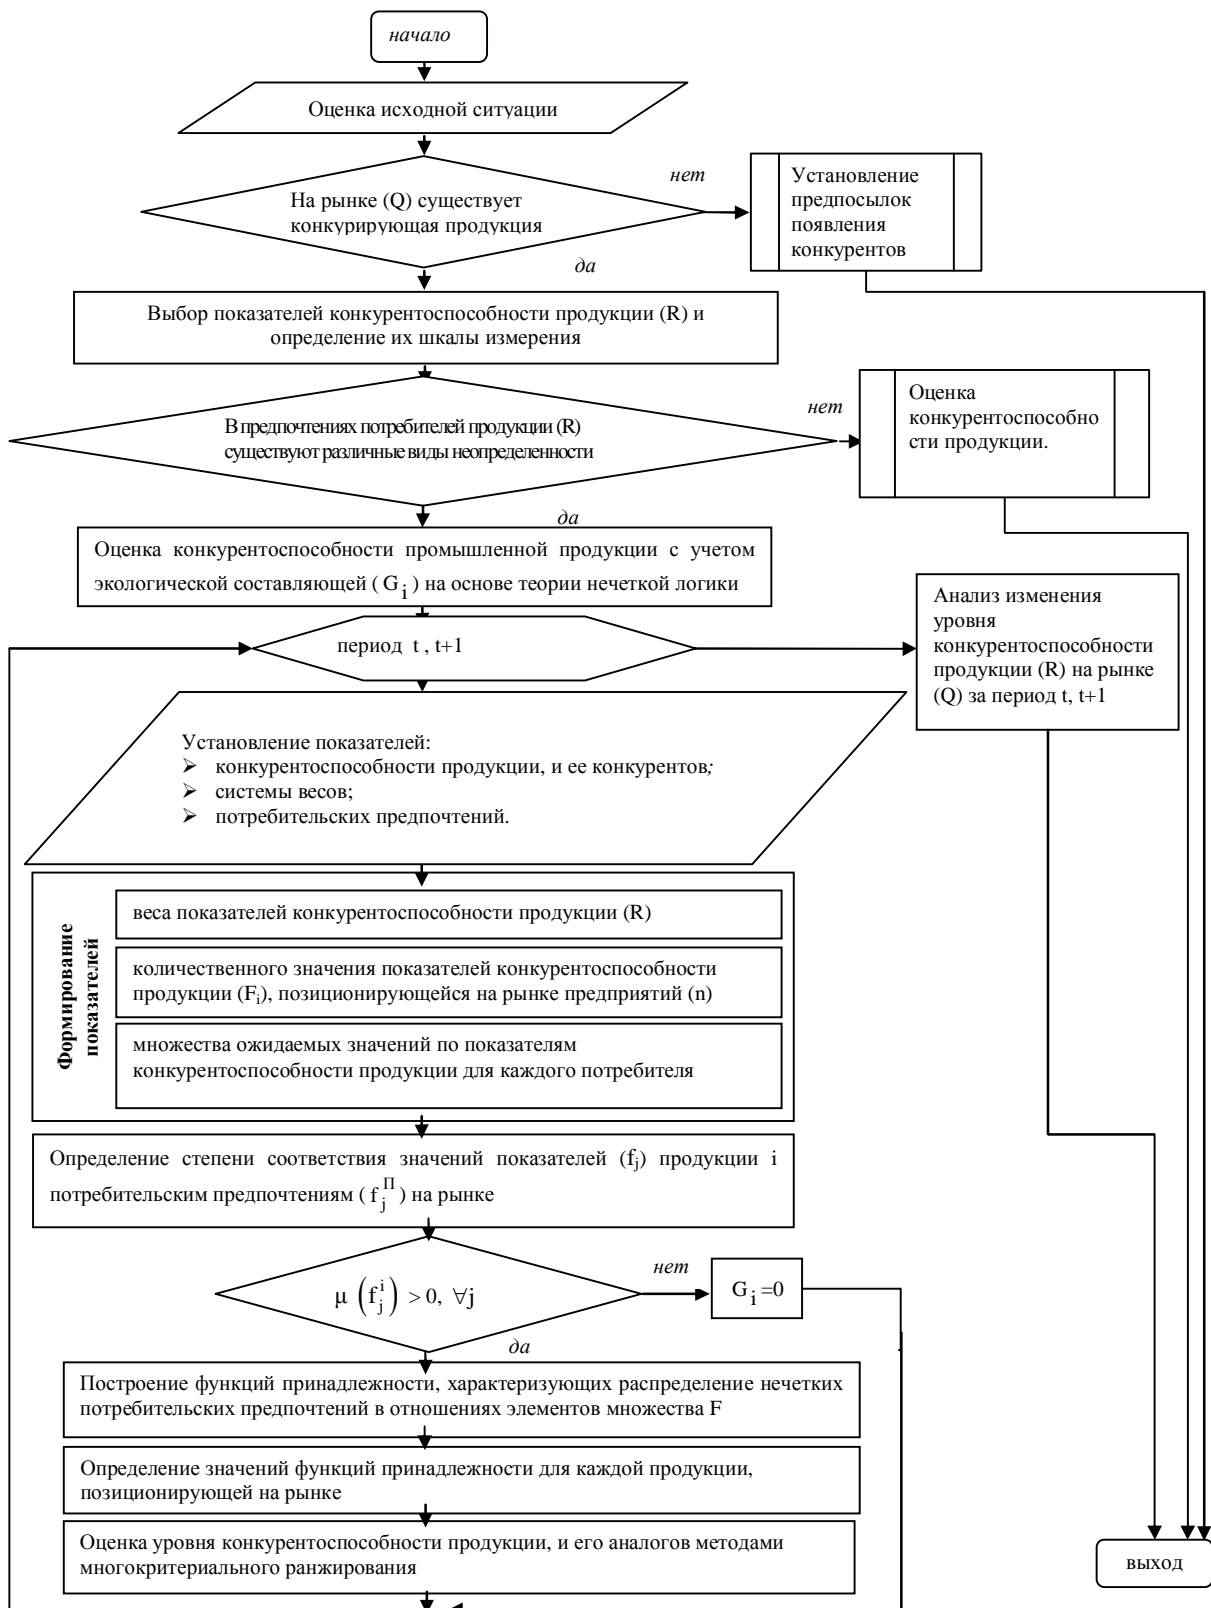 начало
Оценка исходной ситуации
На рынке (Q) существует
конкурирующая продукция
нет
Установление
предпосылок
появления
конкурентов
да
Выбор показателей конкурентоспособности продукции (R) и
определение их шкалы измерения
В предпочтениях потребителей продукции (R)
существуют различные виды неопределенности
нет
Оценка
конкурентоспособно
сти продукции.
да
Оценка конкурентоспособности промышленной продукции с учетом
экологической составляющей ( G i ) на основе теории нечеткой логики
период t , t+1
Анализ изменения
уровня
конкурентоспособности
продукции (R) на рынке
(Q) за период t, t+1
Установление показателей:
➢ конкурентоспособности продукции, и ее конкурентов;
➢ системы весов;
➢ потребительских предпочтений.
Формирование
показателей
веса показателей конкурентоспособности продукции (R)
количественного значения показателей конкурентоспособности
продукции (Fi), позиционирующейся на рынке предприятий (n)
множества ожидаемых значений по показателям
конкурентоспособности продукции для каждого потребителя
Определение степени соответствия значений показателей (fj) продукции i
потребительским предпочтениям ( f j П ) на рынке
μ ( f j i ) > 0, ∀j
нет
G i =0
да
Построение функций принадлежности, характеризующих распределение нечетких
потребительских предпочтений в отношениях элементов множества F
Определение значений функций принадлежности для каждой продукции,
позиционирующей на рынке
Оценка уровня конкурентоспособности продукции, и его аналогов методами
многокритериального ранжирования
выход